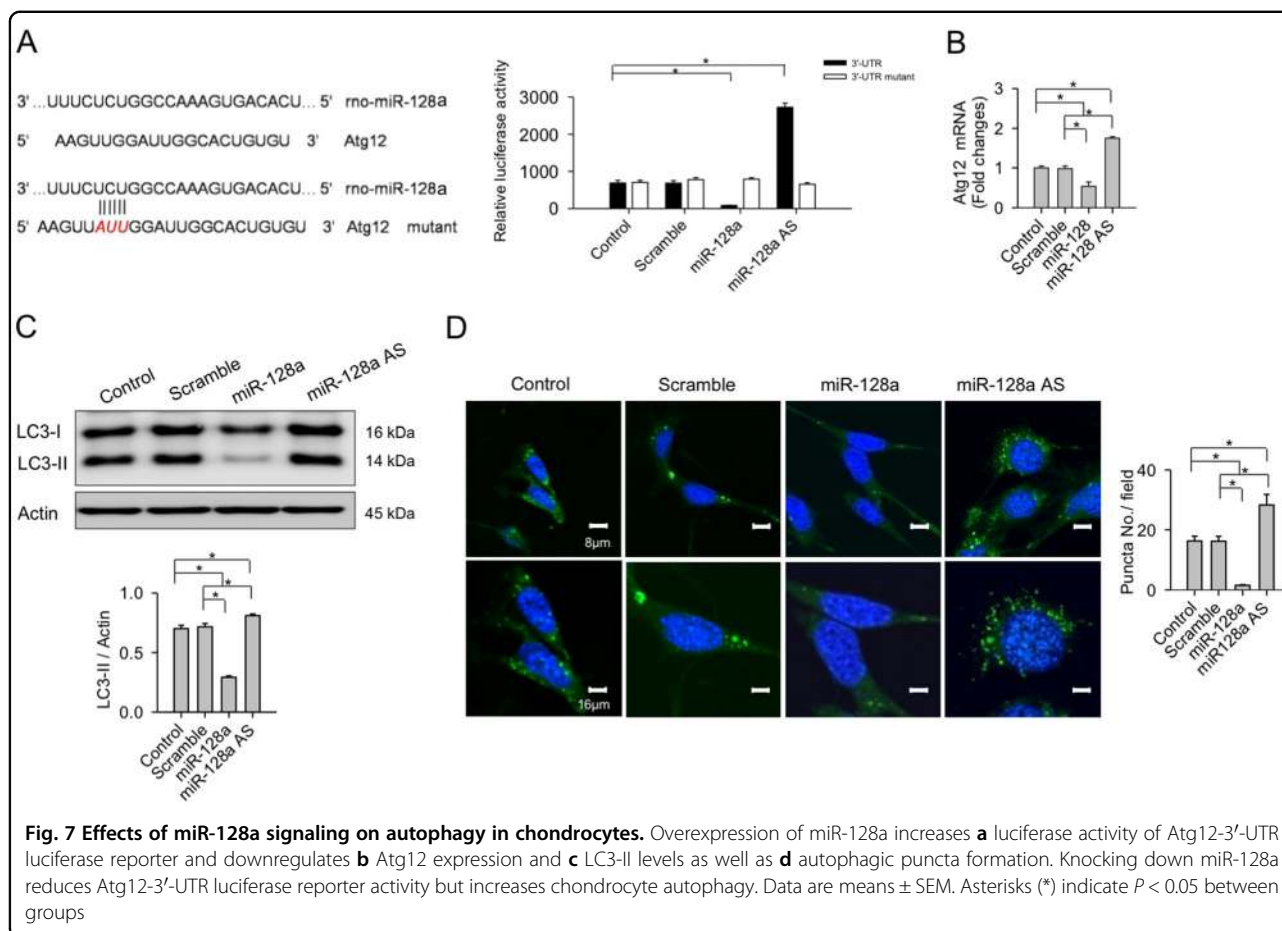 A
3' ...UUUCUCUGGCCAAAGUGACACU... 5' rno-miR-128a
5' AAGUUGGAUUGGCACUGUGU 3' Atg12
3' ...UUUCUCUGGCCAAAGUGACACU... 5' rno-miR-128a
5' AAGUUAUUGGAUUGGCACUGUGU 3' Atg12 mutant
Relative luciferase activity
3000
2000
1000
0
* *
3'-UTR
3'-UTR mutant
Control Scramble miR-128a miR-128a AS
B
Atg12 mRNA
(Fold changes)
3
2
1
0
* * * *
Control Scramble miR-128 miR-128 AS
C
Control Scramble miR-128a miR-128a AS
LC3-I 16 kDa
LC3-II 14 kDa
Actin 45 kDa
LC3-II / Actin
1.0
0.5
0.0
* * * *
Control Scramble miR-128a miR-128a AS
D
Control Scramble miR-128a miR-128a AS
8µm
16µm
Puncta No./ field
40
20
0
* * * *
Control Scramble miR-128a miR128a AS
Fig. 7 Effects of miR-128a signaling on autophagy in chondrocytes. Overexpression of miR-128a increases a luciferase activity of Atg12-3′-UTR
luciferase reporter and downregulates b Atg12 expression and c LC3-II levels as well as d autophagic puncta formation. Knocking down miR-128a
reduces Atg12-3′-UTR luciferase reporter activity but increases chondrocyte autophagy. Data are means ± SEM. Asterisks (*) indicate P < 0.05 between
groups